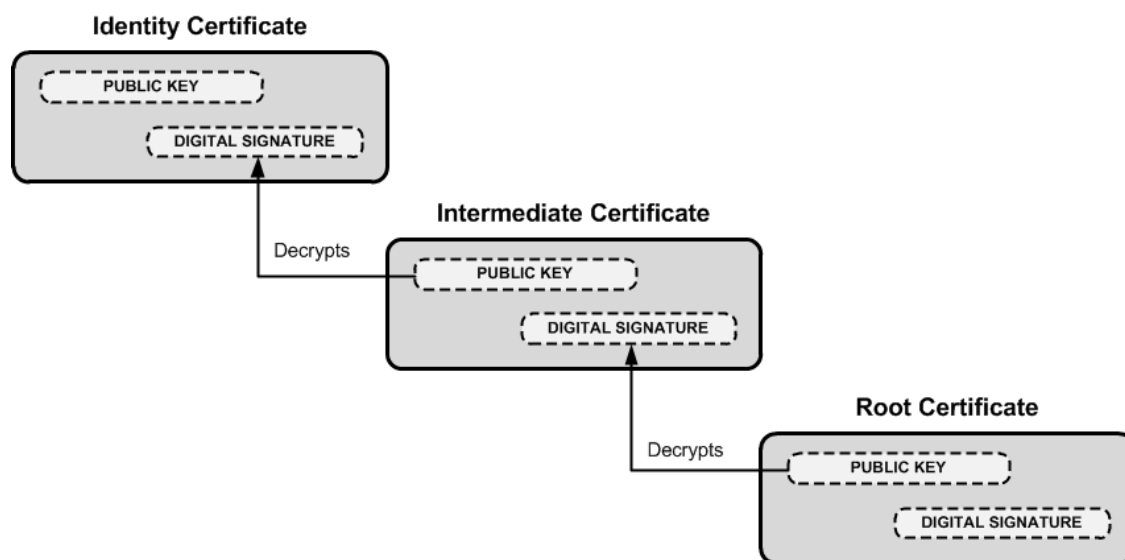 Identity Certificate
PUBLIC KEY
DIGITAL SIGNATURE
Decrypts
Intermediate Certificate
PUBLIC KEY
DIGITAL SIGNATURE
Decrypts
Root Certificate
PUBLIC KEY
DIGITAL SIGNATURE